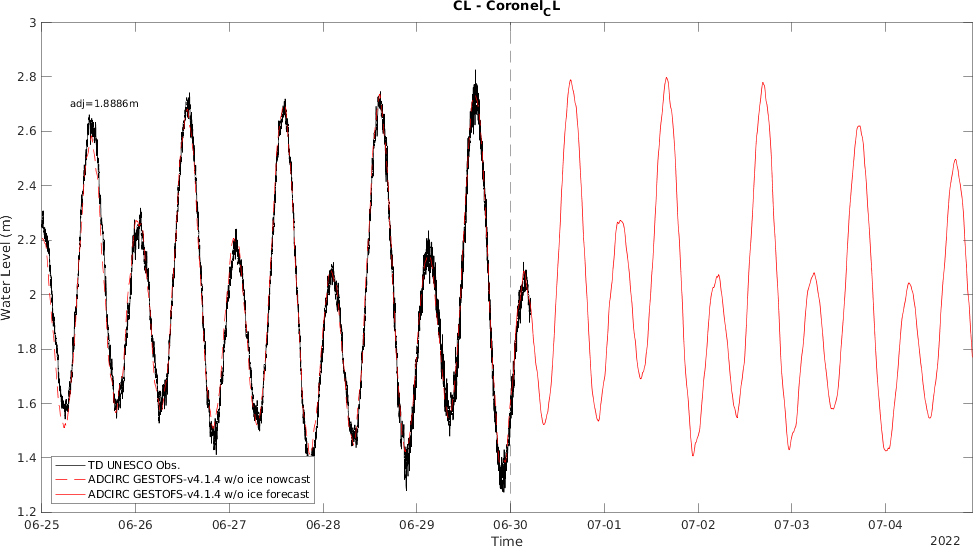 CL - Coronel_CL
3
2.8
adj=1.8886m
2.6
2.4
2.2
Water Level (m)
2
1.8
1.6
1.4
TD UNESCO Obs.
ADCIRC GESTOFS-v4.1.4 w/o ice nowcast
ADCIRC GESTOFS-v4.1.4 w/o ice forecast
1.2
06-25 06-26 06-27 06-28 06-29 06-30 07-01 07-02 07-03 07-04
Time
2022